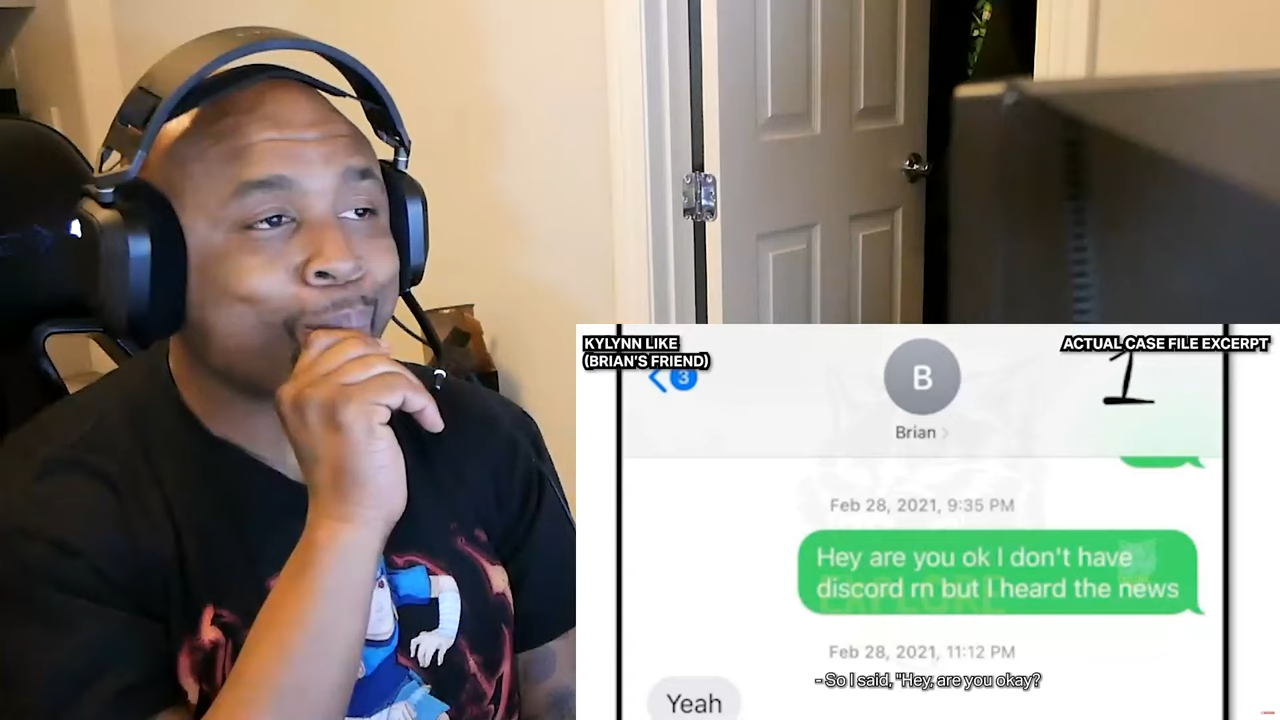 KYLYNN LIKE
(BRIAN'S FRIEND)
ACTUAL CASE FILE EXCERPT
3
B
1
Brian
Feb 28, 2021, 9:35 PM
Hey are you ok I don't have
discord rn but I heard the news
Feb 28, 2021, 11:12 PM
- So I said, "Hey, are you okay?
Yeah